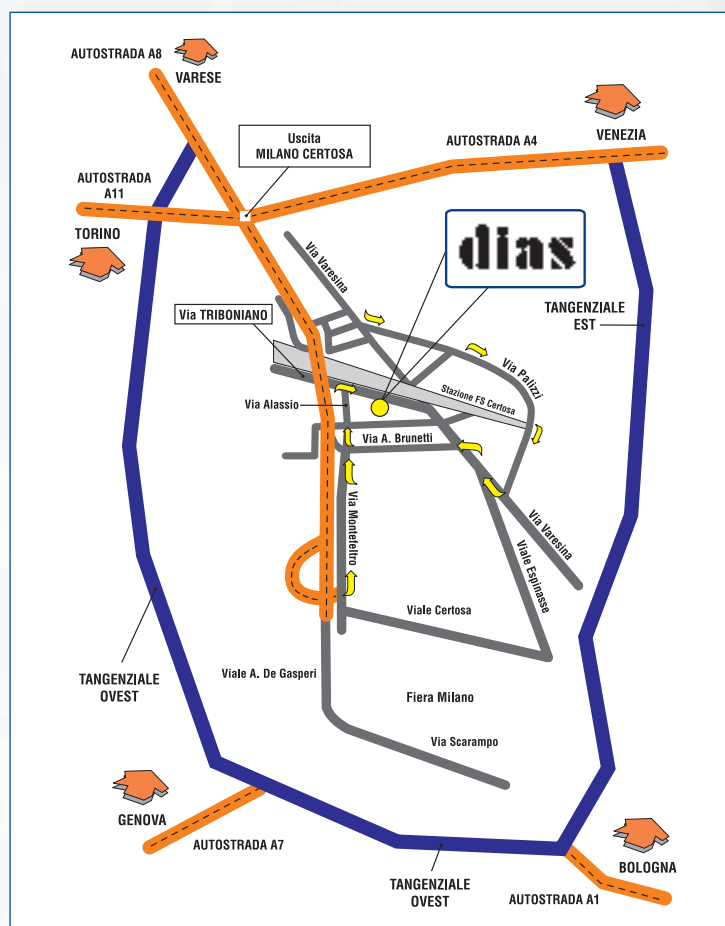 AUTOSTRADA A8
VARESE
Uscita
MILANO CERTOSA
AUTOSTRADA A4
VENEZIA
AUTOSTRADA
A11
TORINO
dias
Via Varesina
Via TRIBONIANO
TANGENZIALE
EST
Via Palizzi
Stazione FS Certosa
Via Alassio
Via A. Brunetti
Via Montefeltro
Via Varesina
Viale Espinasse
Viale Certosa
TANGENZIALE
OVEST
Viale A. De Gasperi
Fiera Milano
Via Scarampo
GENOVA
AUTOSTRADA A7
BOLOGNA
TANGENZIALE
OVEST
AUTOSTRADA A1